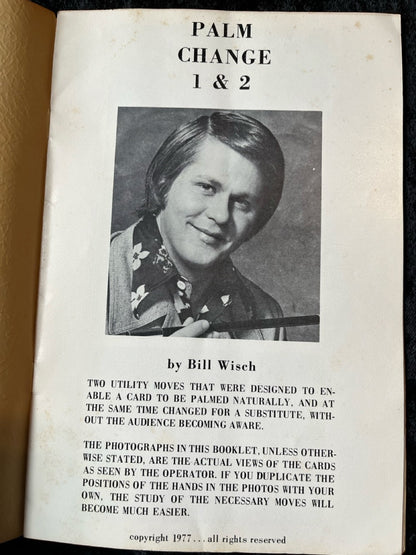 PALM
CHANGE
1 & 2
by Bill Wisch
TWO UTILITY MOVES THAT WERE DESIGNED TO EN-
ABLE A CARD TO BE PALMED NATURALLY, AND AT
THE SAME TIME CHANGED FOR A SUBSTITUTE, WITH-
OUT THE AUDIENCE BECOMING AWARE.
THE PHOTOGRAPHS IN THIS BOOKLET, UNLESS OTHER-
WISE STATED, ARE THE ACTUAL VIEWS OF THE CARDS
AS SEEN BY THE OPERATOR. IF YOU DUPLICATE THE
POSITIONS OF THE HANDS IN THE PHOTOS WITH YOUR
OWN, THE STUDY OF THE NECESSARY MOVES WILL
BECOME MUCH EASIER.
copyright 1977...all rights reserved